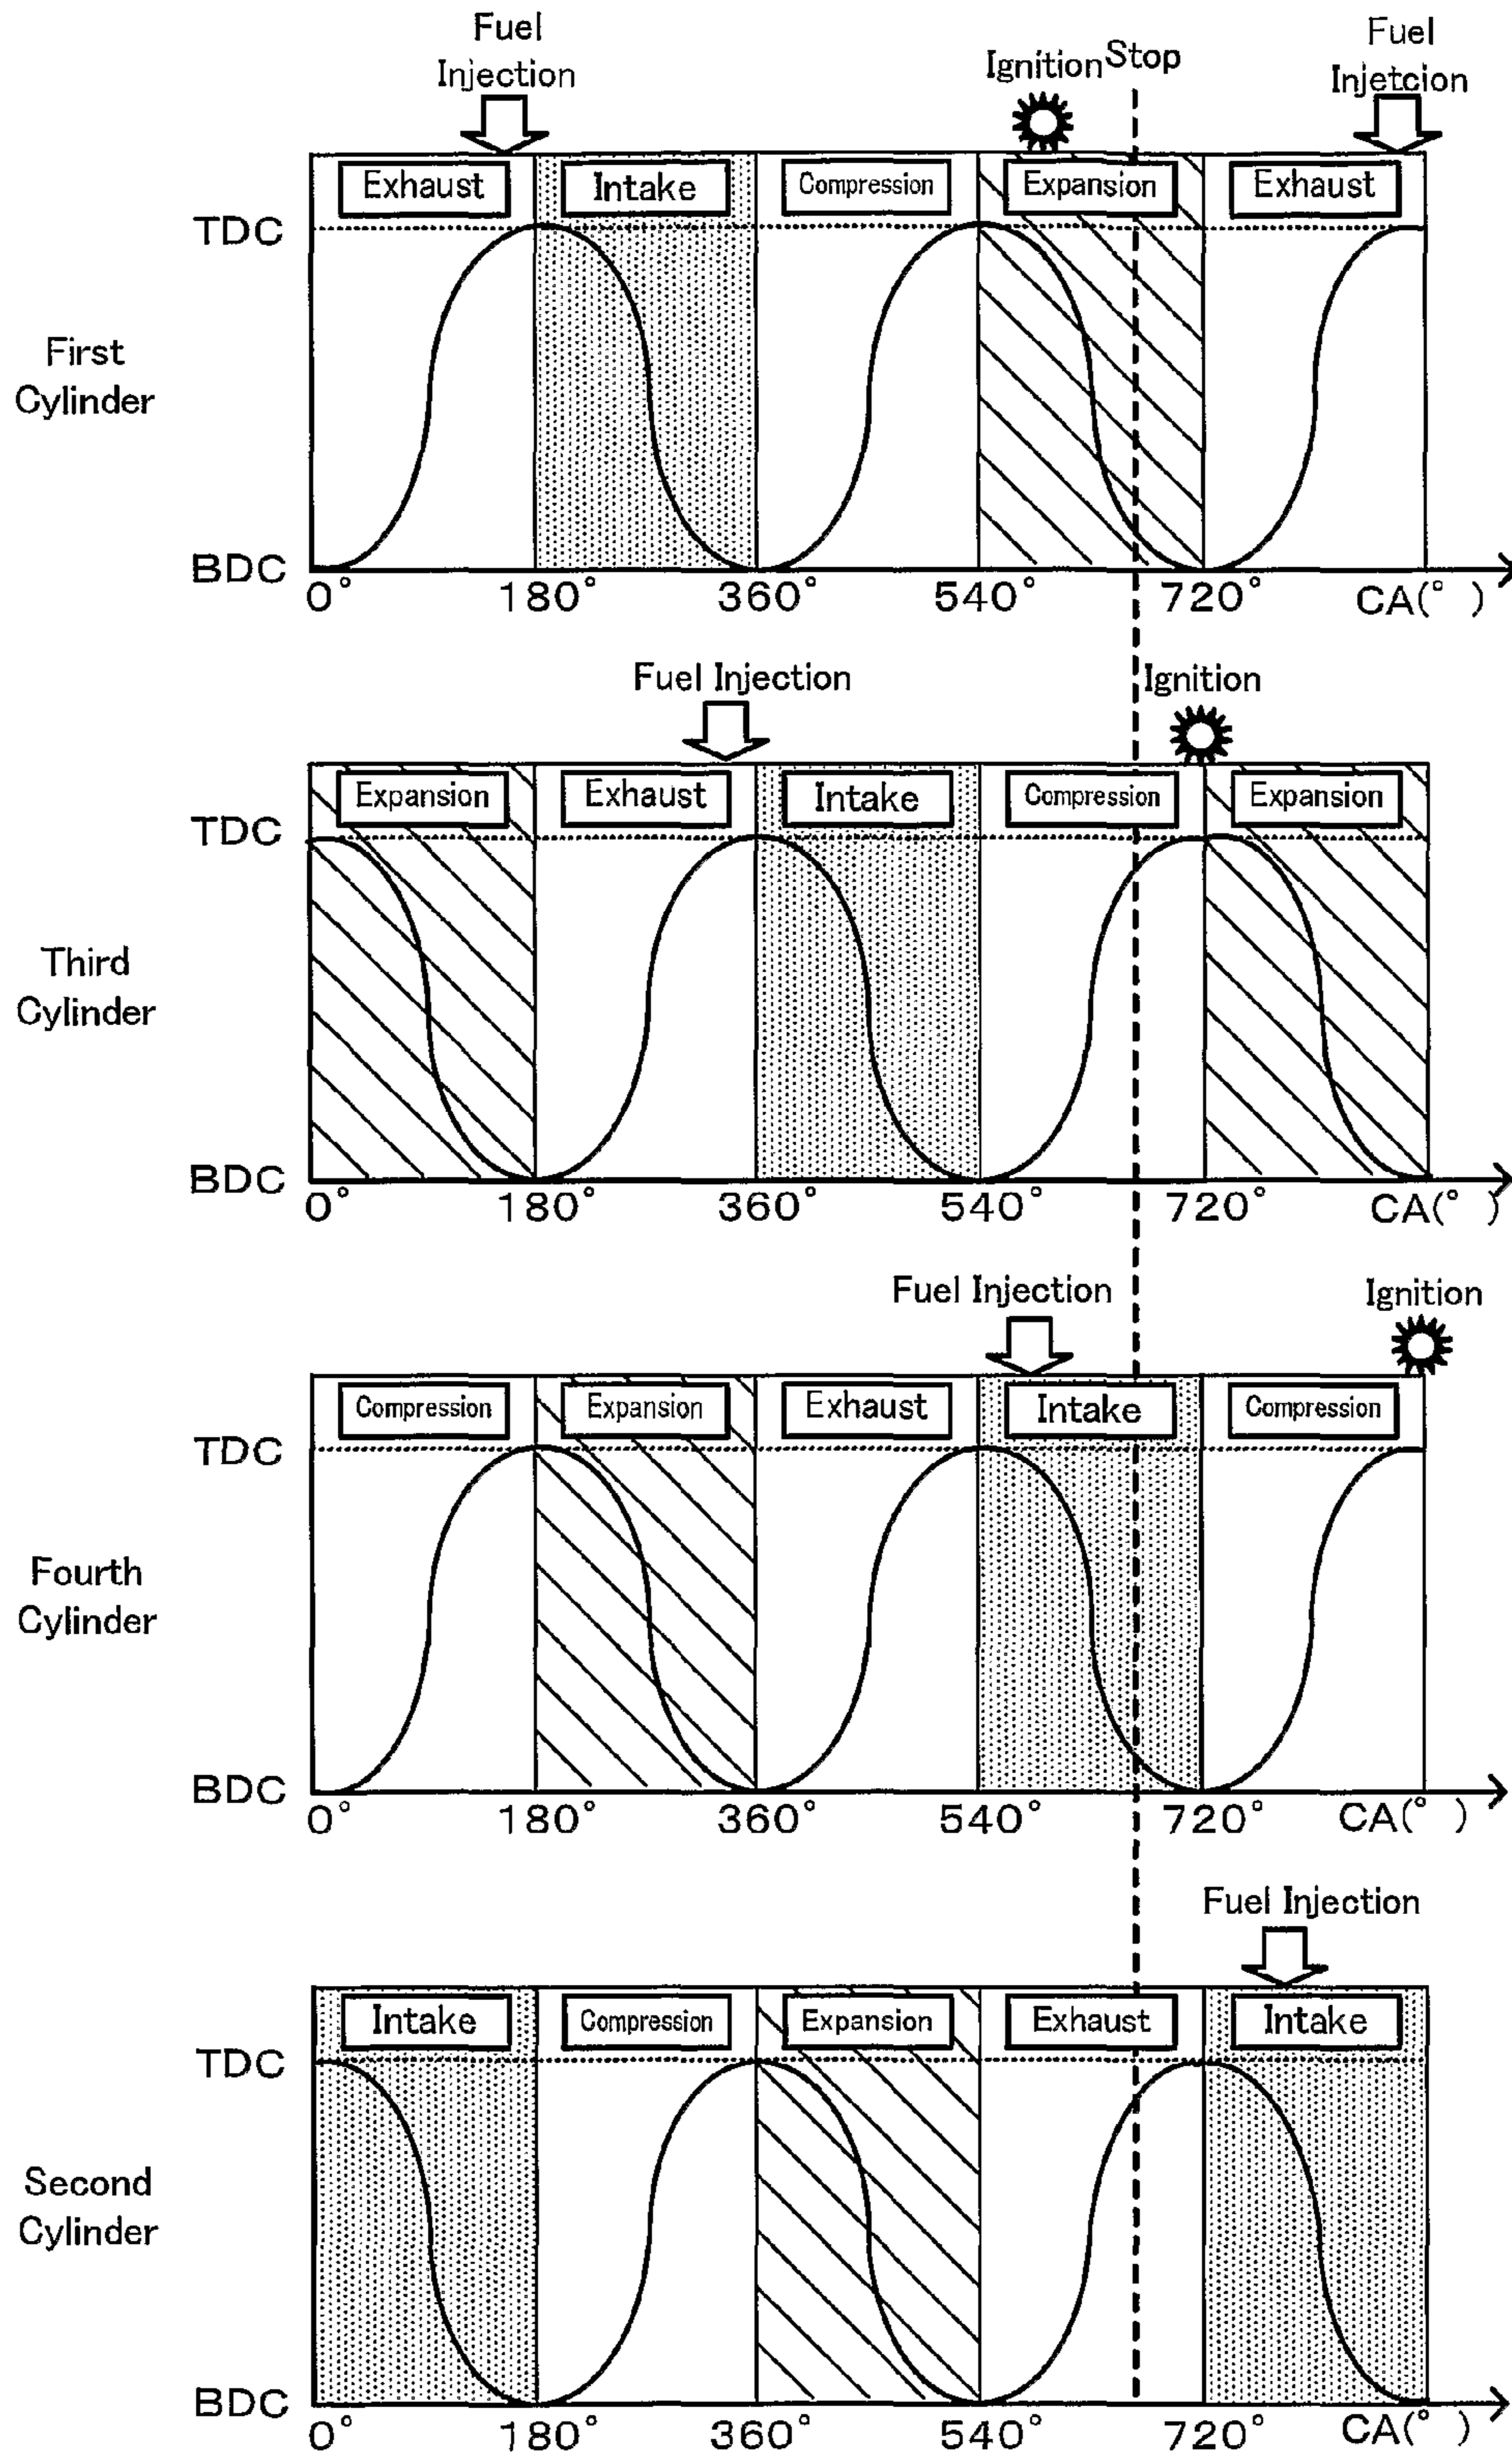 Fuel
Injection
Ignition Stop
Fuel
Injetcion
Exhaust Intake Compression Expansion Exhaust
TDC
First
Cylinder
BDC
0° 180° 360° 540° 720° CA(° )
Fuel Injection Ignition
Expansion Exhaust Intake Compression Expansion
TDC
Third
Cylinder
BDC
0° 180° 360° 540° 720° CA(° )
Fuel Injection Ignition
Compression Expansion Exhaust Intake Compression
TDC
Fourth
Cylinder
BDC
0° 180° 360° 540° 720° CA(° )
Fuel Injection
Intake Compression Expansion Exhaust Intake
TDC
Second
Cylinder
BDC
0° 180° 360° 540° 720° CA(° )